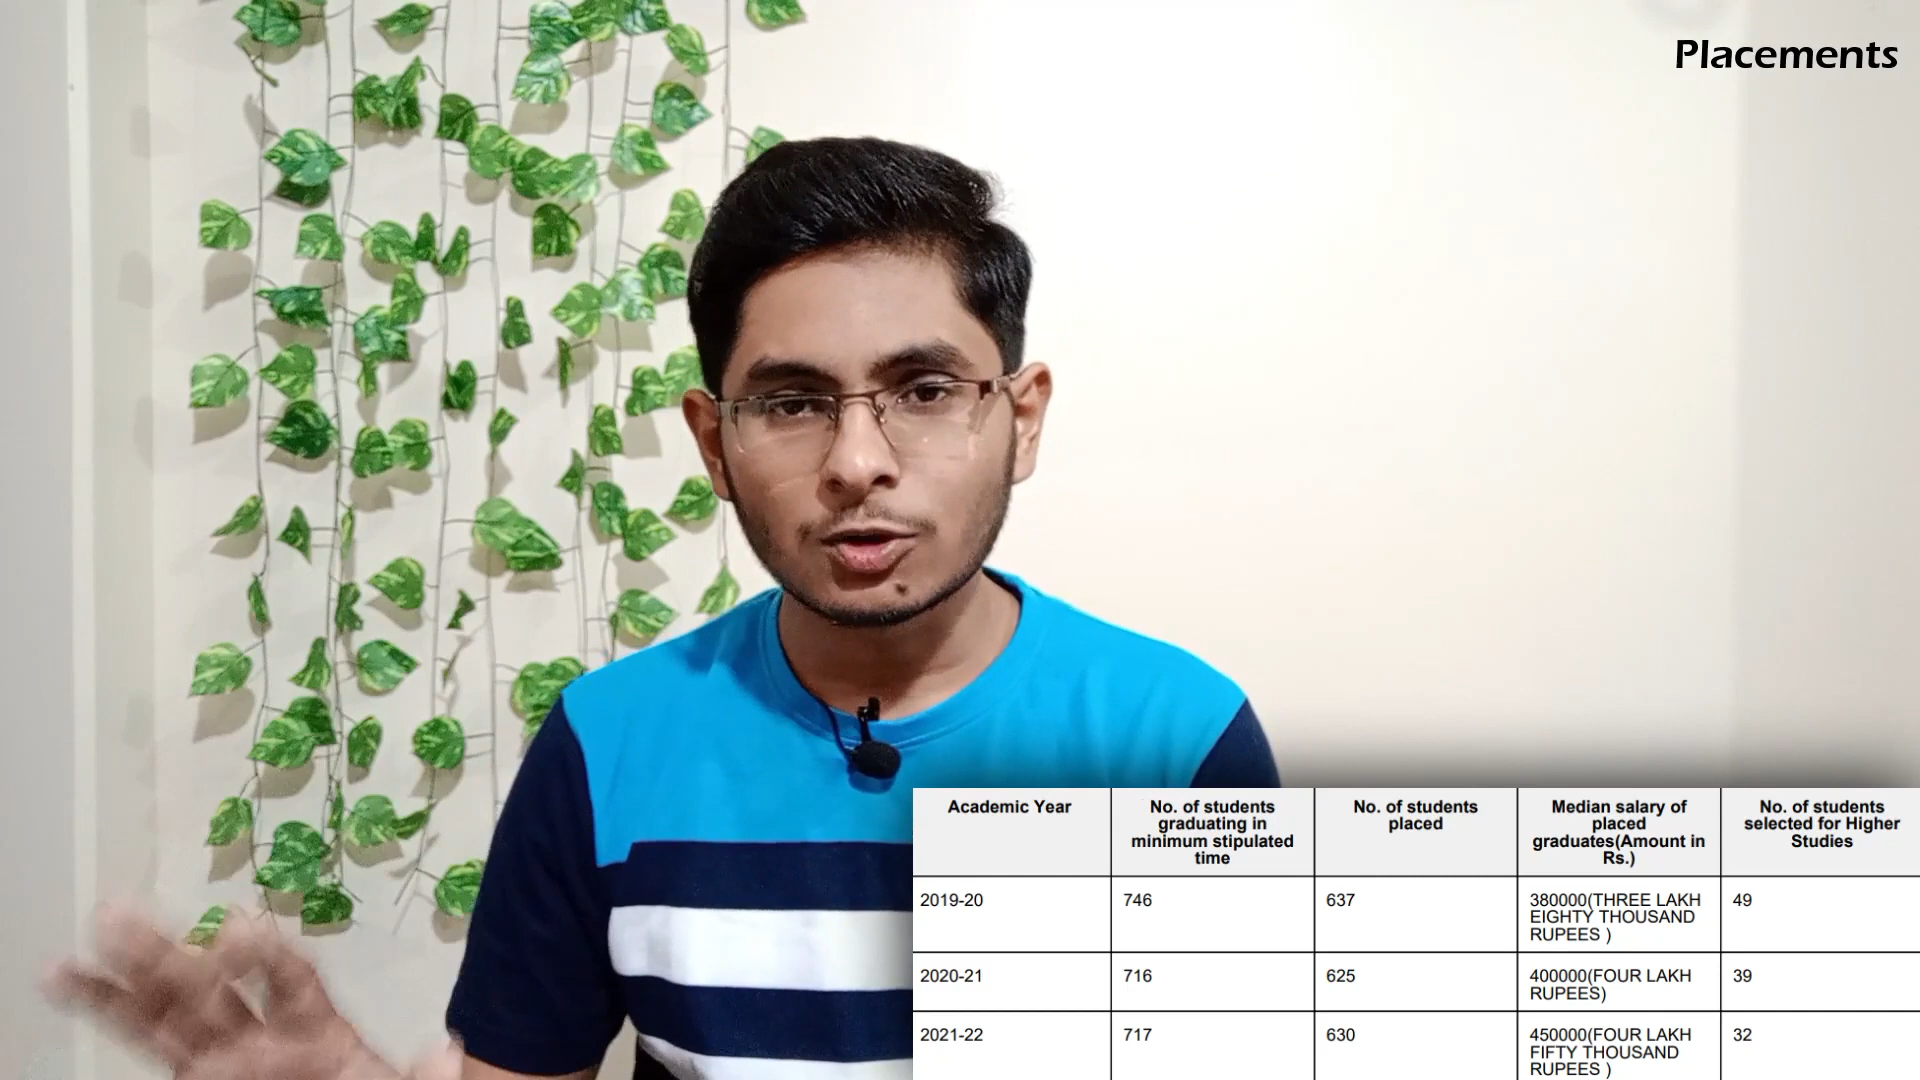 Placements
Academic Year
No. of students
graduating in
minimum stipulated
time
No. of students
placed
Median salary of
placed
graduates(Amount in
Rs.)
No. of students
selected for Higher
Studies
2019-20
746
637
380000(THREE LAKH
EIGHTY THOUSAND
RUPEES )
49
2020-21
716
625
400000(FOUR LAKH
RUPEES)
39
2021-22
717
630
450000(FOUR LAKH
FIFTY THOUSAND
RUPEES )
32